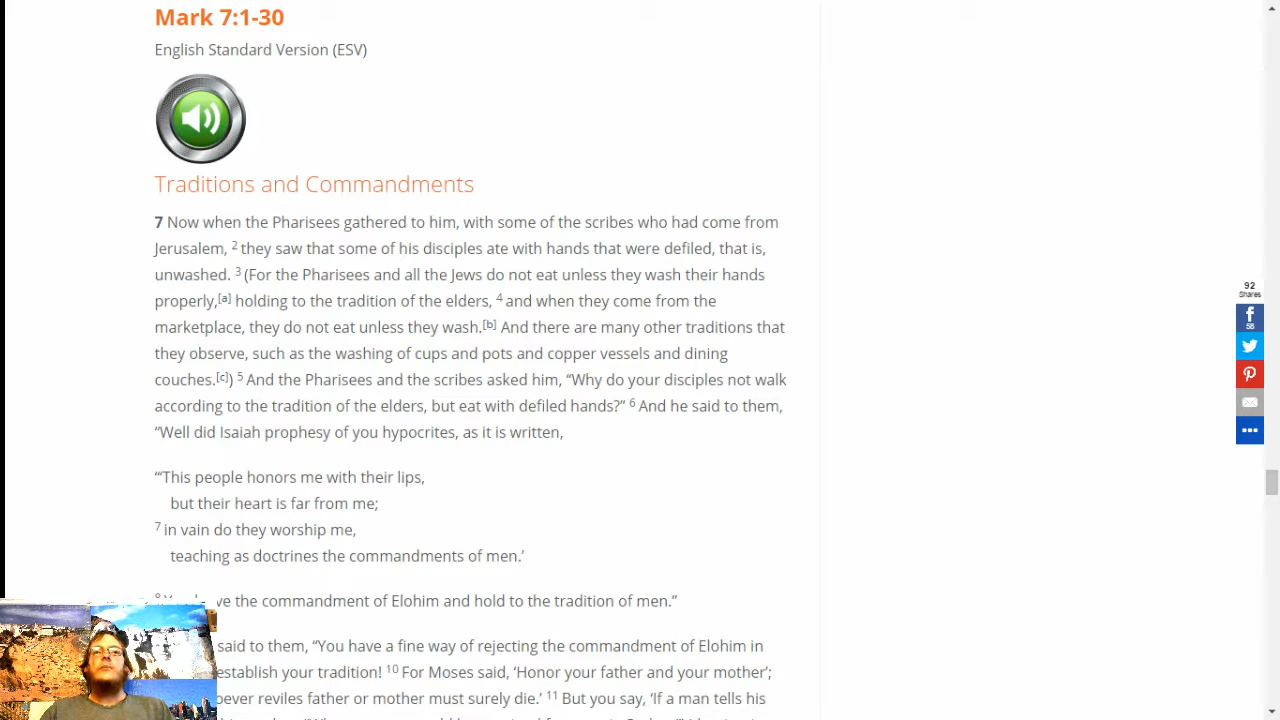 Mark 7:1-30
English Standard Version (ESV)
Traditions and Commandments
7 Now when the Pharisees gathered to him, with some of the scribes who had come from
Jerusalem, 2 they saw that some of his disciples ate with hands that were defiled, that is,
unwashed. 3 (For the Pharisees and all the Jews do not eat unless they wash their hands
properly,[a] holding to the tradition of the elders, 4 and when they come from the
marketplace, they do not eat unless they wash.[b] And there are many other traditions that
they observe, such as the washing of cups and pots and copper vessels and dining
couches.[c]) 5 And the Pharisees and the scribes asked him, “Why do your disciples not walk
according to the tradition of the elders, but eat with defiled hands?” 6 And he said to them,
“Well did Isaiah prophesy of you hypocrites, as it is written,
“‘This people honors me with their lips,
but their heart is far from me;
7 in vain do they worship me,
teaching as doctrines the commandments of men.’
the commandment of Elohim and hold to the tradition of men.”
said to them, “You have a fine way of rejecting the commandment of Elohim in
establish your tradition! 10 For Moses said, ‘Honor your father and your mother’;
reviles father or mother must surely die.’ 11 But you say, ‘If a man tells his
92
Shares
58